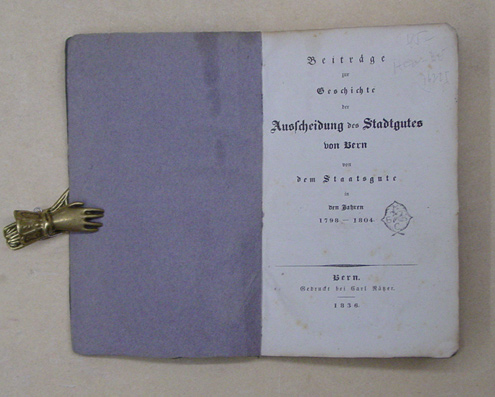 Beiträge
zur
Geschichte
der
Ausscheidung des Stadtgutes
von Bern
von
dem Staatsgute
in
den Jahren
1798 — 1804
Bern.
Gedruckt bei Carl Rätzer.
1836.